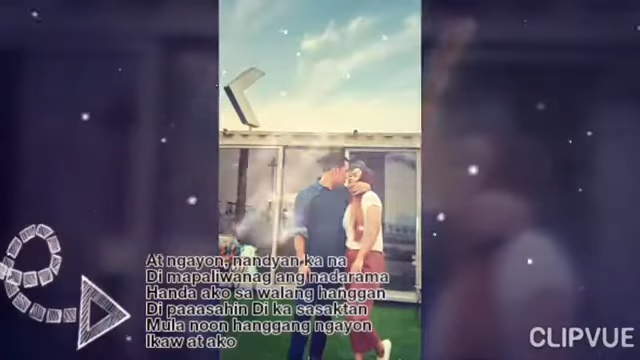 At ngayon, nandyan ka na
Di mapaliwanag ang nadarama
Handa ako sa walang hanggan
Di paaasahin Di ka sasaktan
Mula noon hanggang ngayon
Ikaw at ako
CLIPVUE